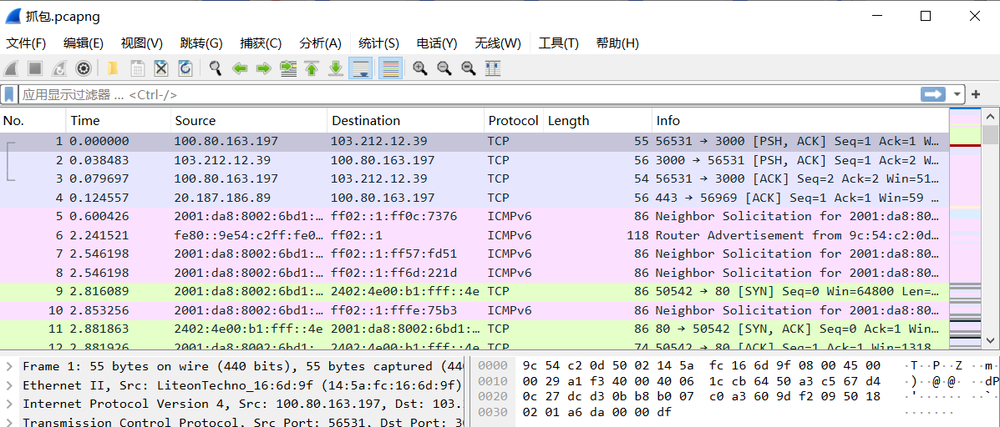 抓包.pcapng
文件(F) 编辑(E) 视图(V) 跳转(G) 捕获(C) 分析(A) 统计(S) 电话(Y) 无线(W) 工具(T) 帮助(H)
应用显示过滤器 … <Ctrl-/>
No. Time Source Destination Protocol Length Info
1 0.000000 100.80.163.197 103.212.12.39 TCP 55 56531 → 3000 [PSH, ACK] Seq=1 Ack=1 W…
2 0.038483 103.212.12.39 100.80.163.197 TCP 56 3000 → 56531 [PSH, ACK] Seq=1 Ack=2 W…
3 0.079697 100.80.163.197 103.212.12.39 TCP 54 56531 → 3000 [ACK] Seq=2 Ack=2 Win=51…
4 0.124557 20.187.186.89 100.80.163.197 TCP 56 443 → 56969 [ACK] Seq=1 Ack=1 Win=59 …
5 0.600426 2001:da8:8002:6bd1:… ff02::1:ff0c:7376 ICMPv6 86 Neighbor Solicitation for 2001:da8:80…
6 2.241521 fe80::9e54:c2ff:fe0… ff02::1 ICMPv6 118 Router Advertisement from 9c:54:c2:0d…
7 2.546198 2001:da8:8002:6bd1:… ff02::1:ff57:fd51 ICMPv6 86 Neighbor Solicitation for 2001:da8:80…
8 2.546198 2001:da8:8002:6bd1:… ff02::1:ff6d:221d ICMPv6 86 Neighbor Solicitation for 2001:da8:80…
9 2.816089 2001:da8:8002:6bd1:… 2402:4e00:b1:fff::4e TCP 86 50542 → 80 [SYN] Seq=0 Win=64800 Len=…
10 2.853256 2001:da8:8002:6bd1:… ff02::1:fffe:75b3 ICMPv6 86 Neighbor Solicitation for 2001:da8:80…
11 2.881863 2402:4e00:b1:fff::4e 2001:da8:8002:6bd1:… TCP 86 80 → 50542 [SYN, ACK] Seq=0 Ack=1 Win…
12 2.881926 2001:da8:8002:6bd1:… 2402:4e00:b1:fff::4e TCP 74 50542 → 80 [ACK] Seq=1 Ack=1 Win=1318…
Frame 1: 55 bytes on wire (440 bits), 55 bytes captured (440
Ethernet II, Src: LiteonTechno_16:6d:9f (14:5a:fc:16:6d:9f)
Internet Protocol Version 4, Src: 100.80.163.197, Dst: 103.
Transmission Control Protocol, Src Port: 56531, Dst Port: 30
0000 9c 54 c2 0d 50 02 14 5a fc 16 6d 9f 08 00 45 00 ·T··P··Z ··m···E·
0010 00 29 a1 f3 40 00 40 06 1c cb 64 50 a3 c5 67 d4 ·)··@·@· ··dP··g·
0020 0c 27 dc d3 0b b8 b0 07 c0 a3 60 9d f2 09 50 18 ·'······ ··`···P·
0030 02 01 a6 da 00 00 df ·······